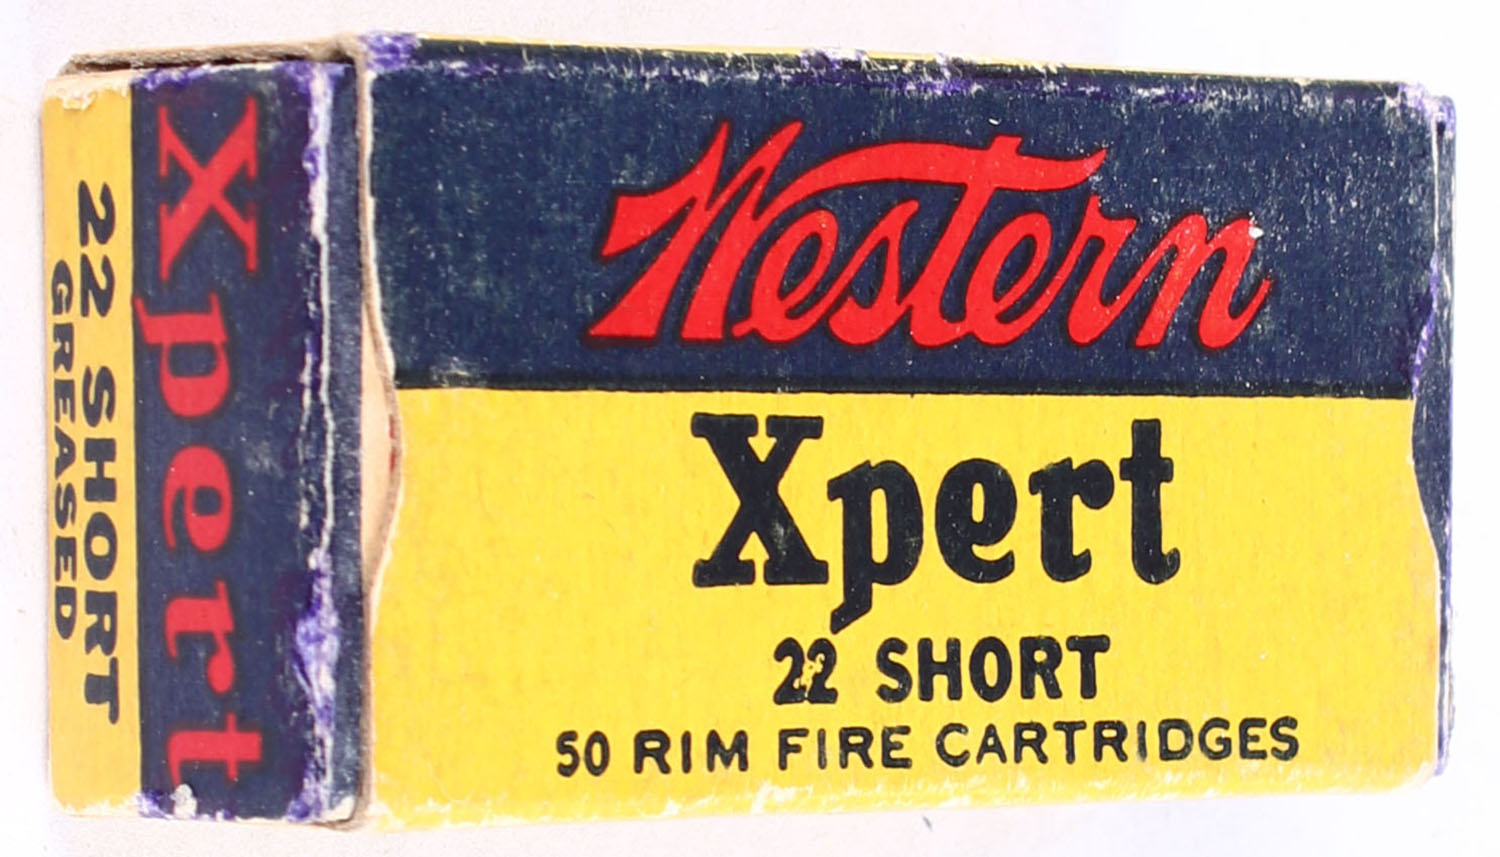 Western
Xpert
22 SHORT
50 RIM FIRE CARTRIDGES
Xpert
22 SHORT
GREASED